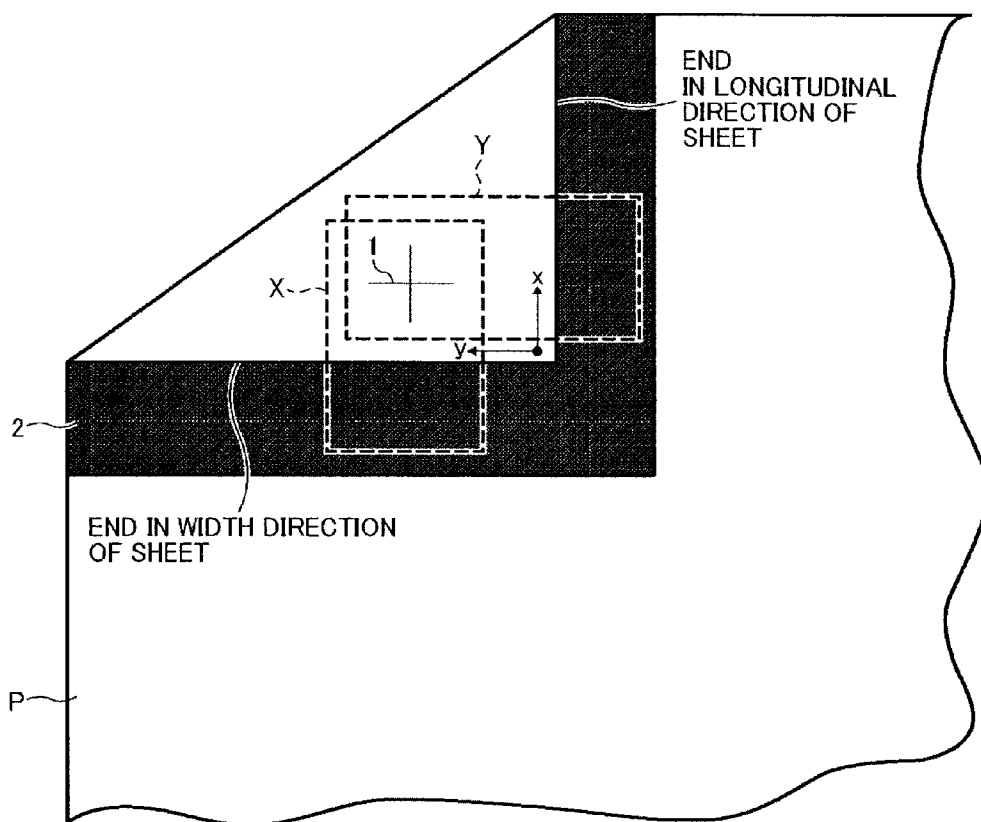 END
IN LONGITUDINAL
DIRECTION OF
SHEET
Y
1
X
x
y
2
END IN WIDTH DIRECTION
OF SHEET
P